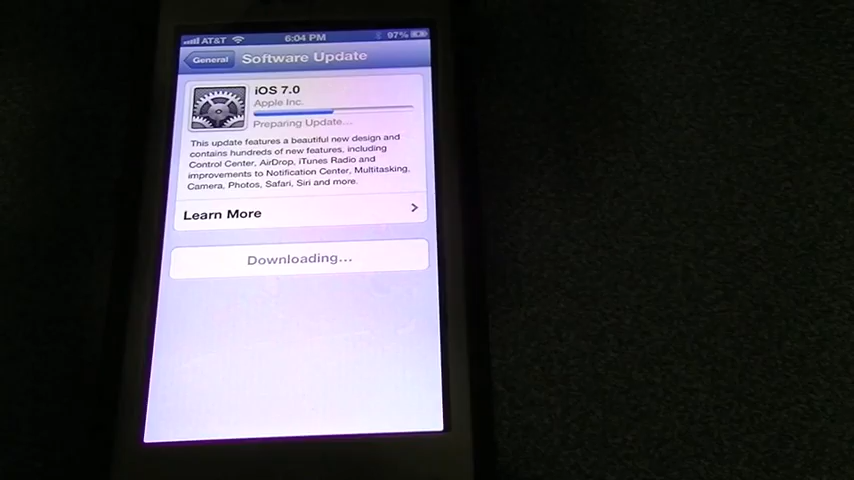 AT&T 6:04 PM 97%
General Software Update
iOS 7.0
Apple Inc.
Preparing Update...
This update features a beautiful new design and
contains hundreds of new features, including
Control Center, AirDrop, iTunes Radio and
improvements to Notification Center, Multitasking,
Camera, Photos, Safari, Siri and more.
Learn More
Downloading...